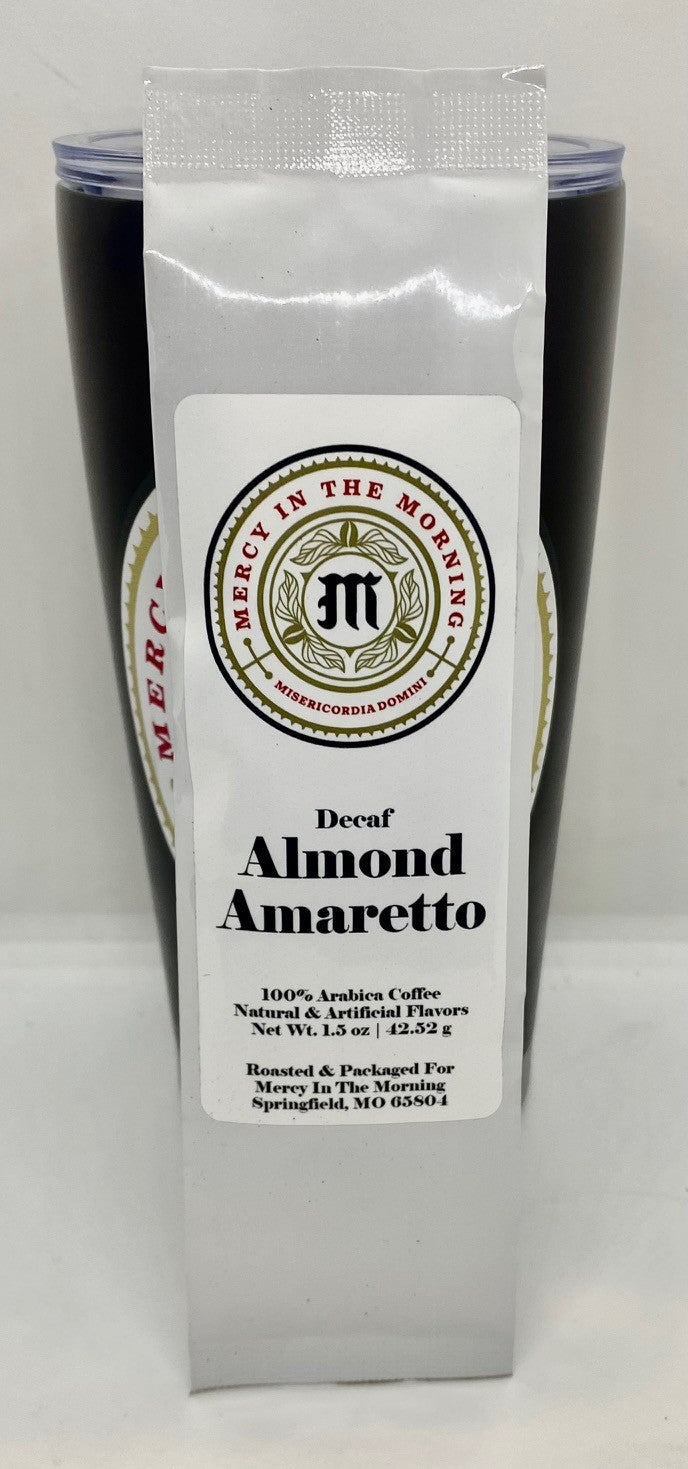 MERCY IN THE MORNING
M
MISERICORDIA DOMINI
MERC
Decaf
Almond
Amaretto
100% Arabica Coffee
Natural & Artificial Flavors
Net Wt. 1.5 oz | 42.52 g
Roasted & Packaged For
Mercy In The Morning
Springfield, MO 65804